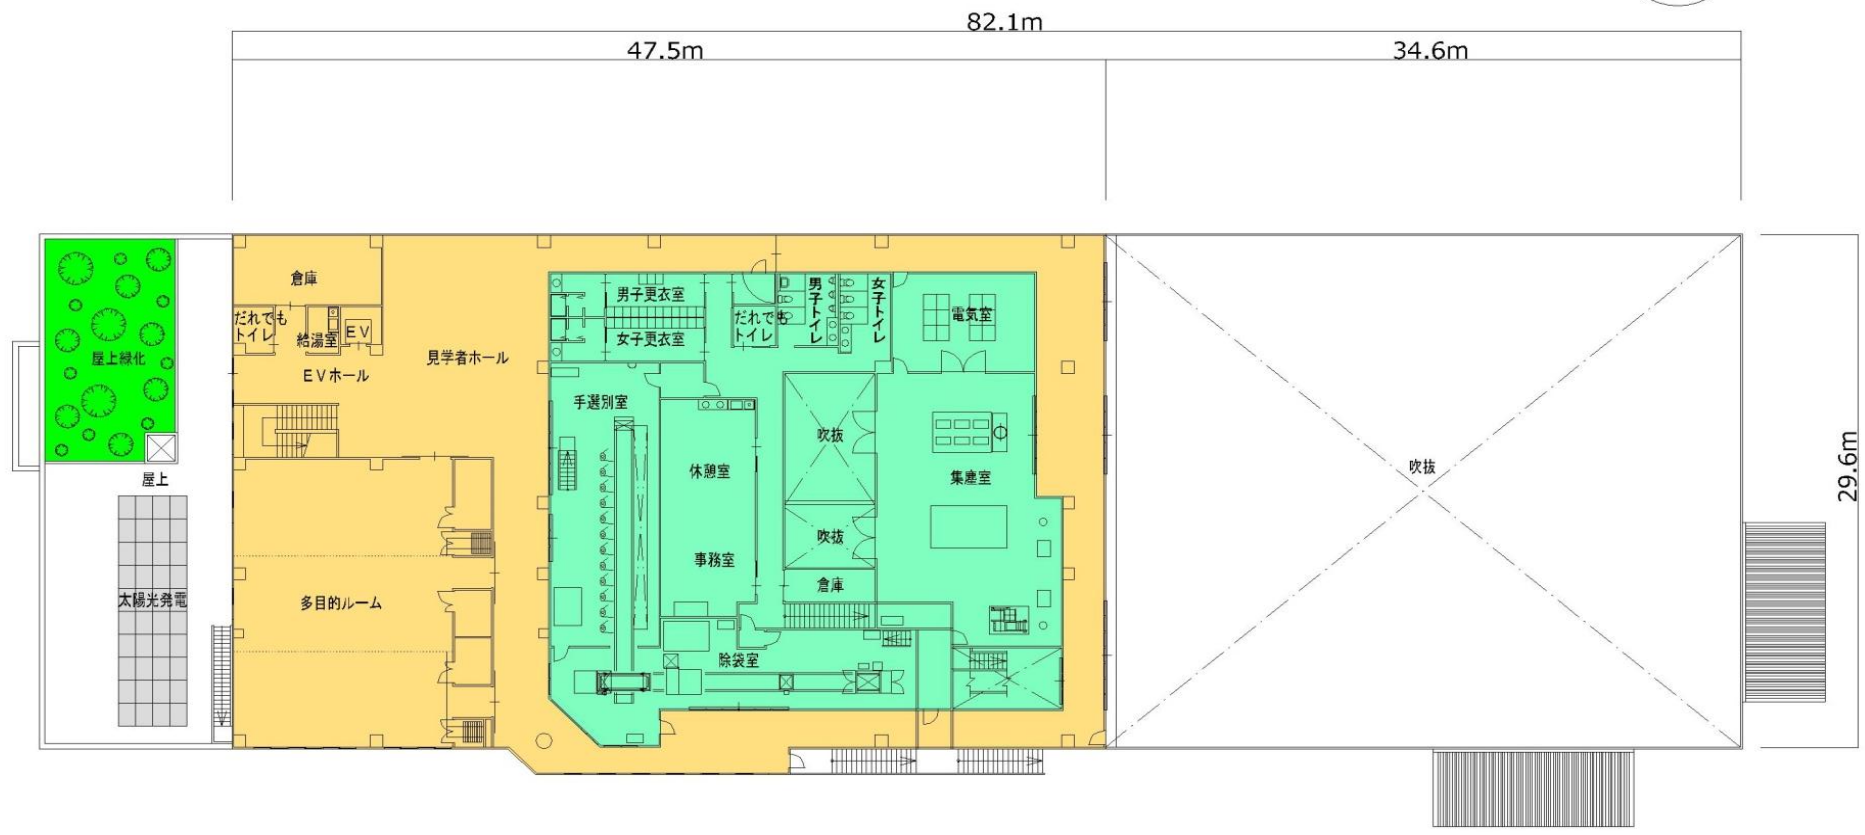 82.1m
47.5m
34.6m
倉庫
男子更衣室
男子トイレ
女子トイレ
だれでも
トイレ
給湯室
EV
だれでも
トイレ
電気室
女子更衣室
屋上緑化
見学者ホール
EVホール
手選別室
吹抜
29.6m
休憩室
集塵室
吹抜
屋上
吹抜
事務室
倉庫
太陽光発電
多目的ルーム
除袋室